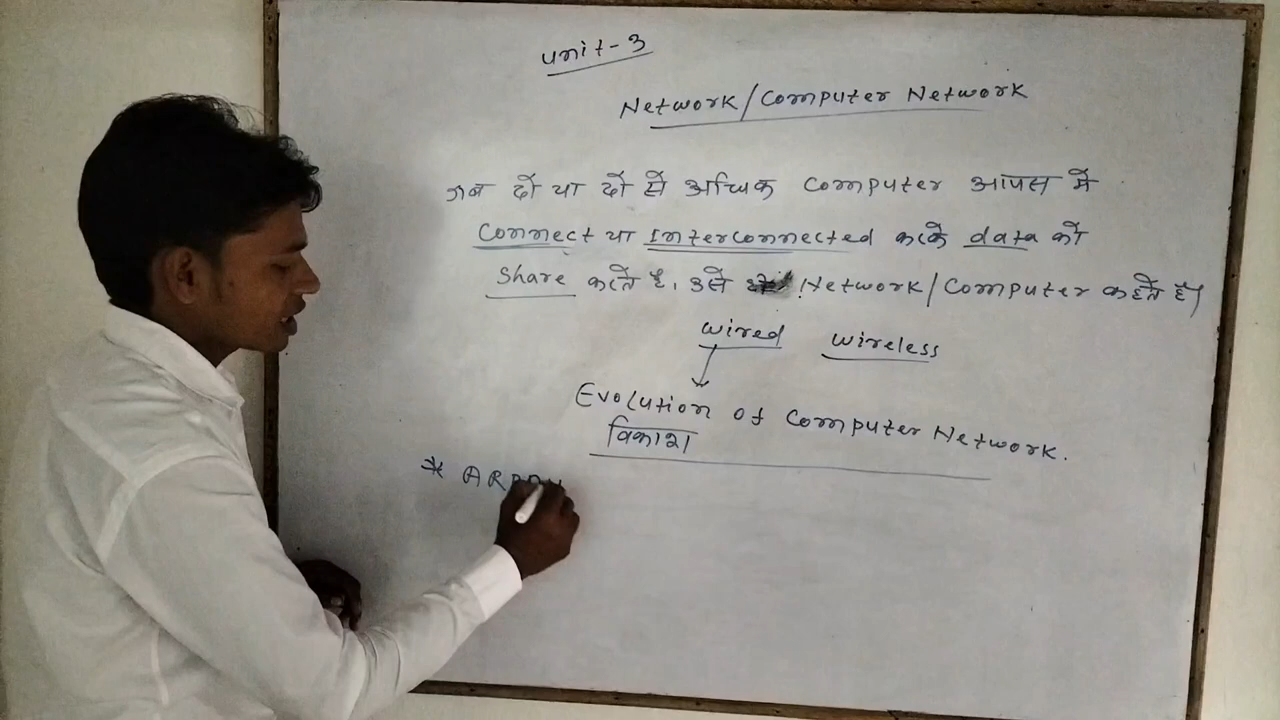 Unit-3
Network/Computer Network
जब दो या दो से अधिक Computer आपस में
Connect या Interconnected करके data को
Share करते है, उसे Network/Computer कहते है।
wired wireless
Evolution of Computer Network.
विकाश
* ARPAN